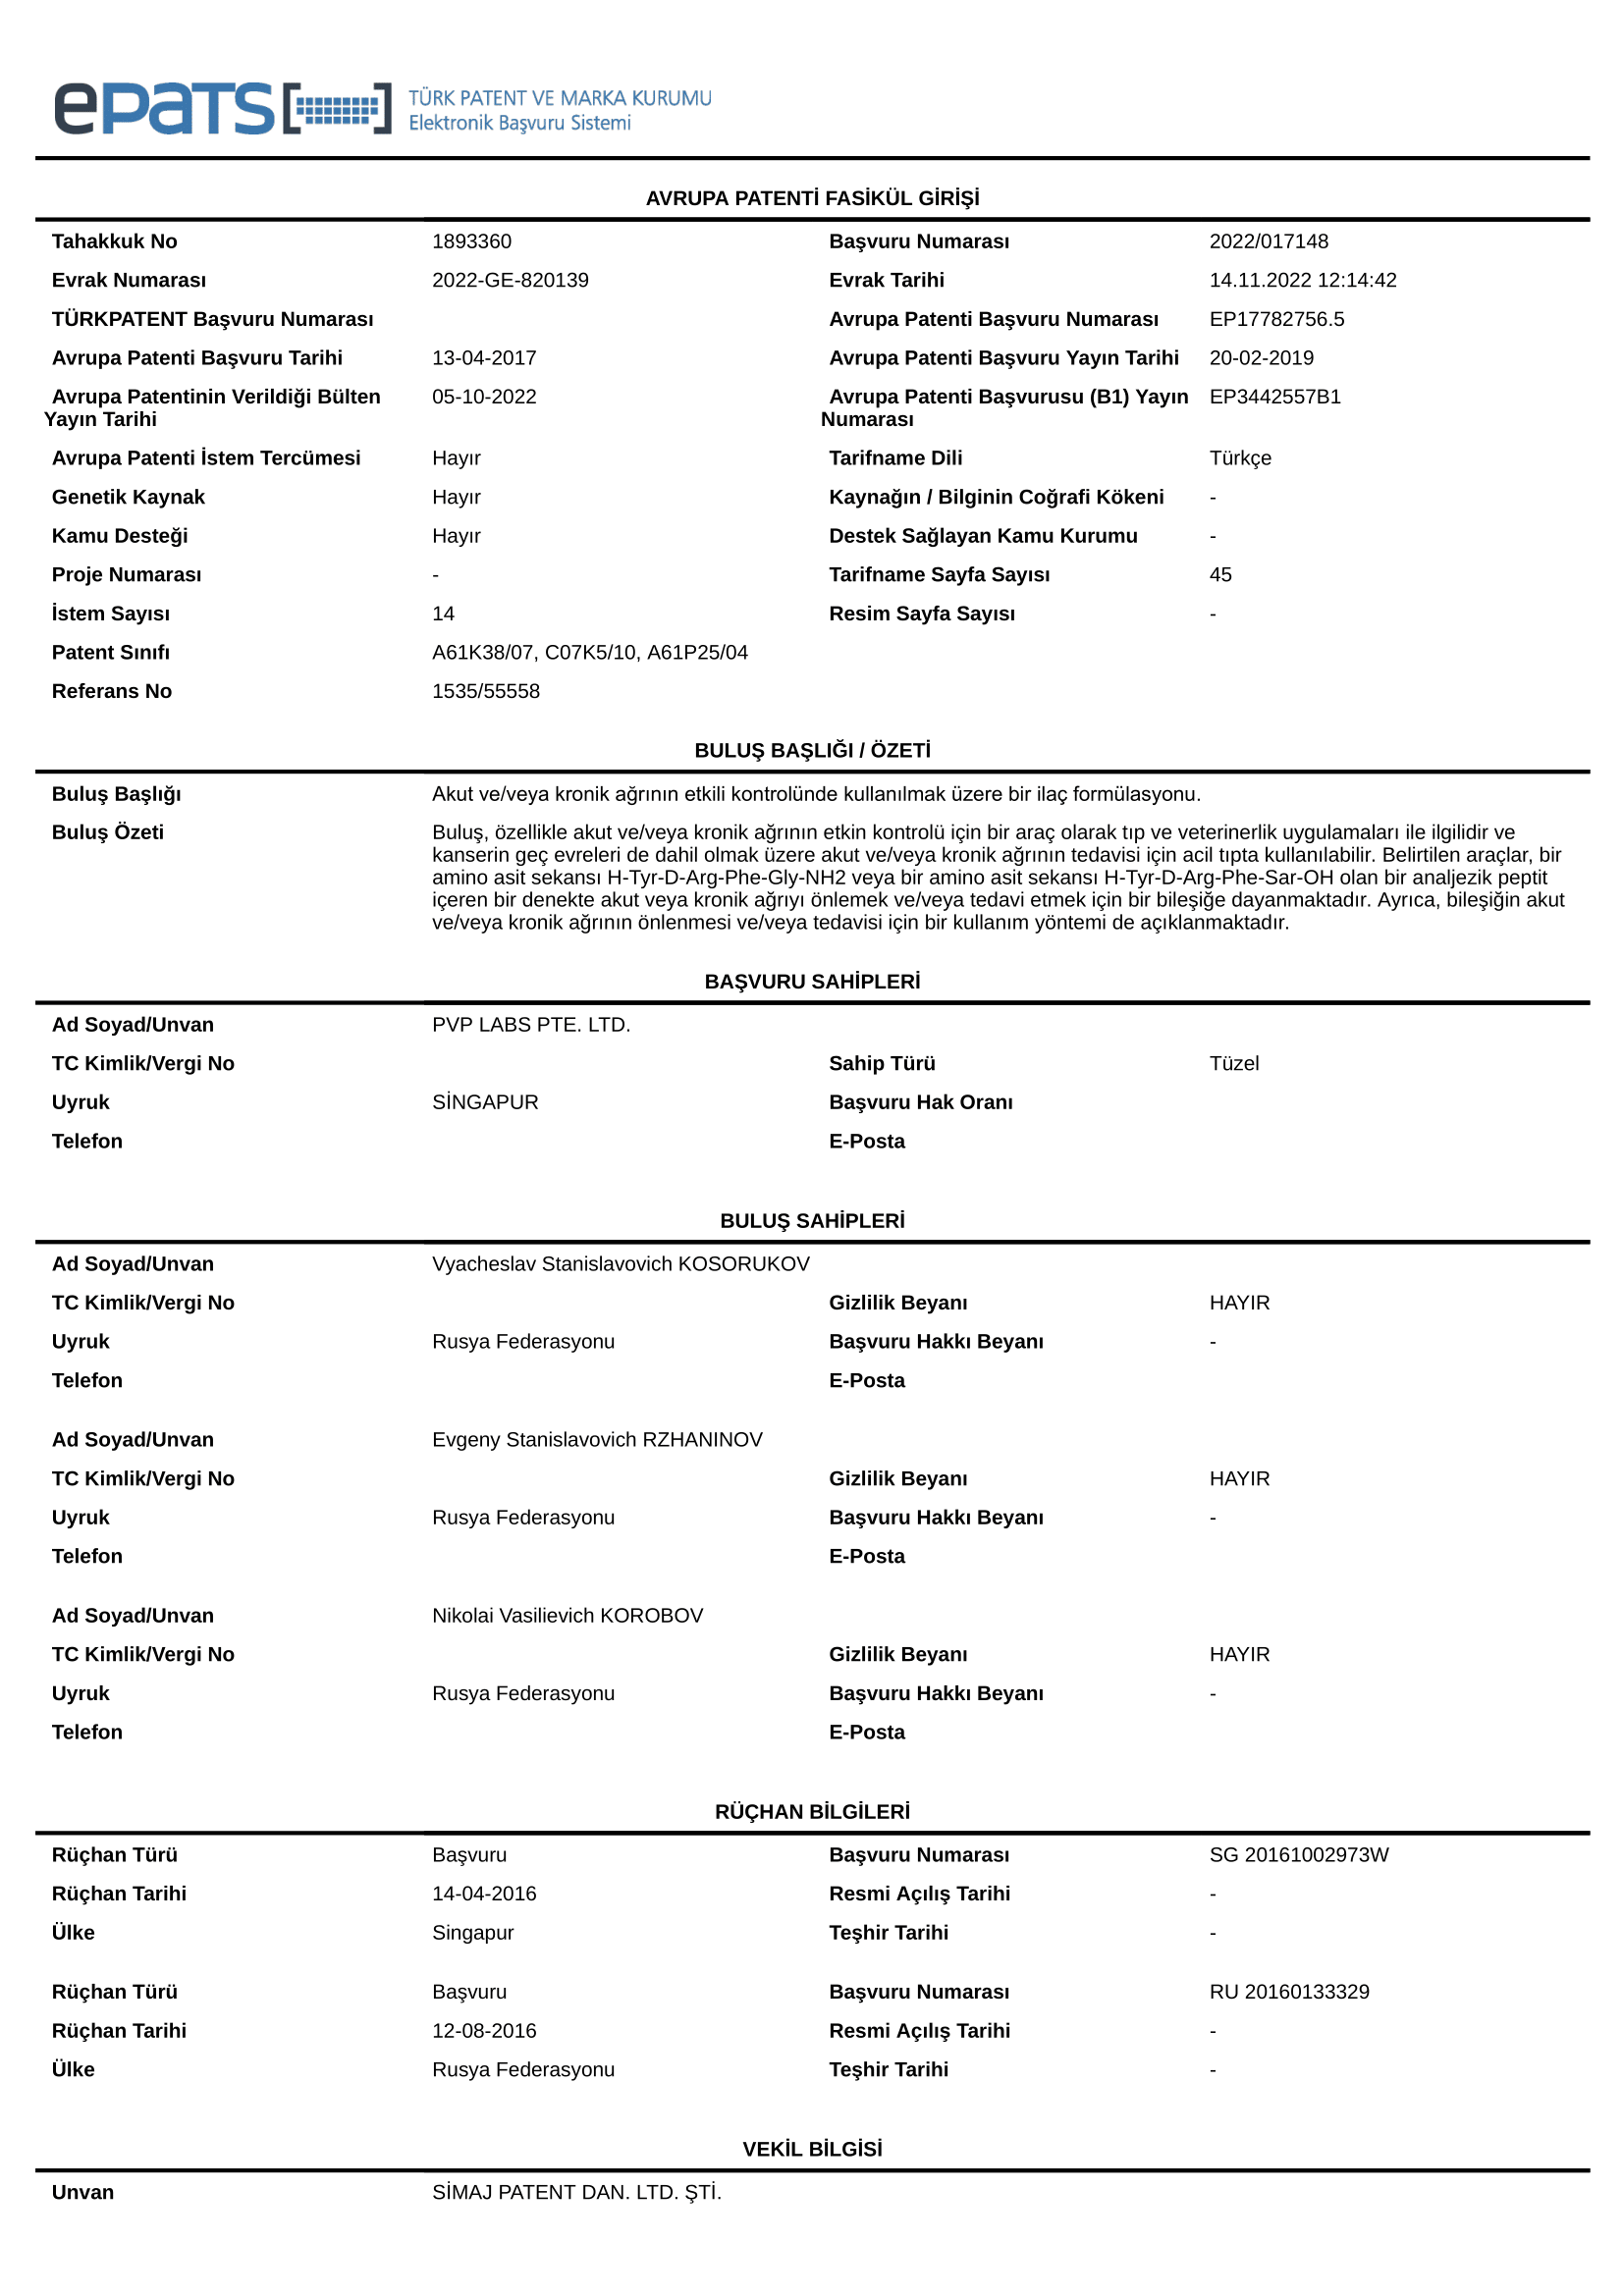 ePATS TÜRK PATENT VE MARKA KURUMU
Elektronik Başvuru Sistemi
AVRUPA PATENTİ FASİKÜL GİRİŞİ
Tahakkuk No 1893360 Başvuru Numarası 2022/017148
Evrak Numarası 2022-GE-820139 Evrak Tarihi 14.11.2022 12:14:42
TÜRKPATENT Başvuru Numarası Avrupa Patenti Başvuru Numarası EP17782756.5
Avrupa Patenti Başvuru Tarihi 13-04-2017 Avrupa Patenti Başvuru Yayın Tarihi 20-02-2019
Avrupa Patentinin Verildiği Bülten 05-10-2022 Avrupa Patenti Başvurusu (B1) Yayın EP3442557B1
Yayın Tarihi Numarası
Avrupa Patenti İstem Tercümesi Hayır Tarifname Dili Türkçe
Genetik Kaynak Hayır Kaynağın / Bilginin Coğrafi Kökeni -
Kamu Desteği Hayır Destek Sağlayan Kamu Kurumu -
Proje Numarası - Tarifname Sayfa Sayısı 45
İstem Sayısı 14 Resim Sayfa Sayısı -
Patent Sınıfı A61K38/07, C07K5/10, A61P25/04
Referans No 1535/55558
BULUŞ BAŞLIĞI / ÖZETİ
Buluş Başlığı Akut ve/veya kronik ağrının etkili kontrolünde kullanılmak üzere bir ilaç formülasyonu.
Buluş Özeti Buluş, özellikle akut ve/veya kronik ağrının etkin kontrolü için bir araç olarak tıp ve veterinerlik uygulamaları ile ilgilidir ve
kanserin geç evreleri de dahil olmak üzere akut ve/veya kronik ağrının tedavisi için acil tıpta kullanılabilir. Belirtilen araçlar, bir
amino asit sekansı H-Tyr-D-Arg-Phe-Gly-NH2 veya bir amino asit sekansı H-Tyr-D-Arg-Phe-Sar-OH olan bir analjezik peptit
içeren bir denekte akut veya kronik ağrıyı önlemek ve/veya tedavi etmek için bir bileşiğe dayanmaktadır. Ayrıca, bileşiğin akut
ve/veya kronik ağrının önlenmesi ve/veya tedavisi için bir kullanım yöntemi de açıklanmaktadır.
BAŞVURU SAHİPLERİ
Ad Soyad/Unvan PVP LABS PTE. LTD.
TC Kimlik/Vergi No Sahip Türü Tüzel
Uyruk SİNGAPUR Başvuru Hak Oranı
Telefon E-Posta
BULUŞ SAHİPLERİ
Ad Soyad/Unvan Vyacheslav Stanislavovich KOSORUKOV
TC Kimlik/Vergi No Gizlilik Beyanı HAYIR
Uyruk Rusya Federasyonu Başvuru Hakkı Beyanı -
Telefon E-Posta
Ad Soyad/Unvan Evgeny Stanislavovich RZHANINOV
TC Kimlik/Vergi No Gizlilik Beyanı HAYIR
Uyruk Rusya Federasyonu Başvuru Hakkı Beyanı -
Telefon E-Posta
Ad Soyad/Unvan Nikolai Vasilievich KOROBOV
TC Kimlik/Vergi No Gizlilik Beyanı HAYIR
Uyruk Rusya Federasyonu Başvuru Hakkı Beyanı -
Telefon E-Posta
RÜÇHAN BİLGİLERİ
Rüçhan Türü Başvuru Başvuru Numarası SG 20161002973W
Rüçhan Tarihi 14-04-2016 Resmi Açılış Tarihi -
Ülke Singapur Teşhir Tarihi -
Rüçhan Türü Başvuru Başvuru Numarası RU 20160133329
Rüçhan Tarihi 12-08-2016 Resmi Açılış Tarihi -
Ülke Rusya Federasyonu Teşhir Tarihi -
VEKİL BİLGİSİ
Unvan SİMAJ PATENT DAN. LTD. ŞTİ.